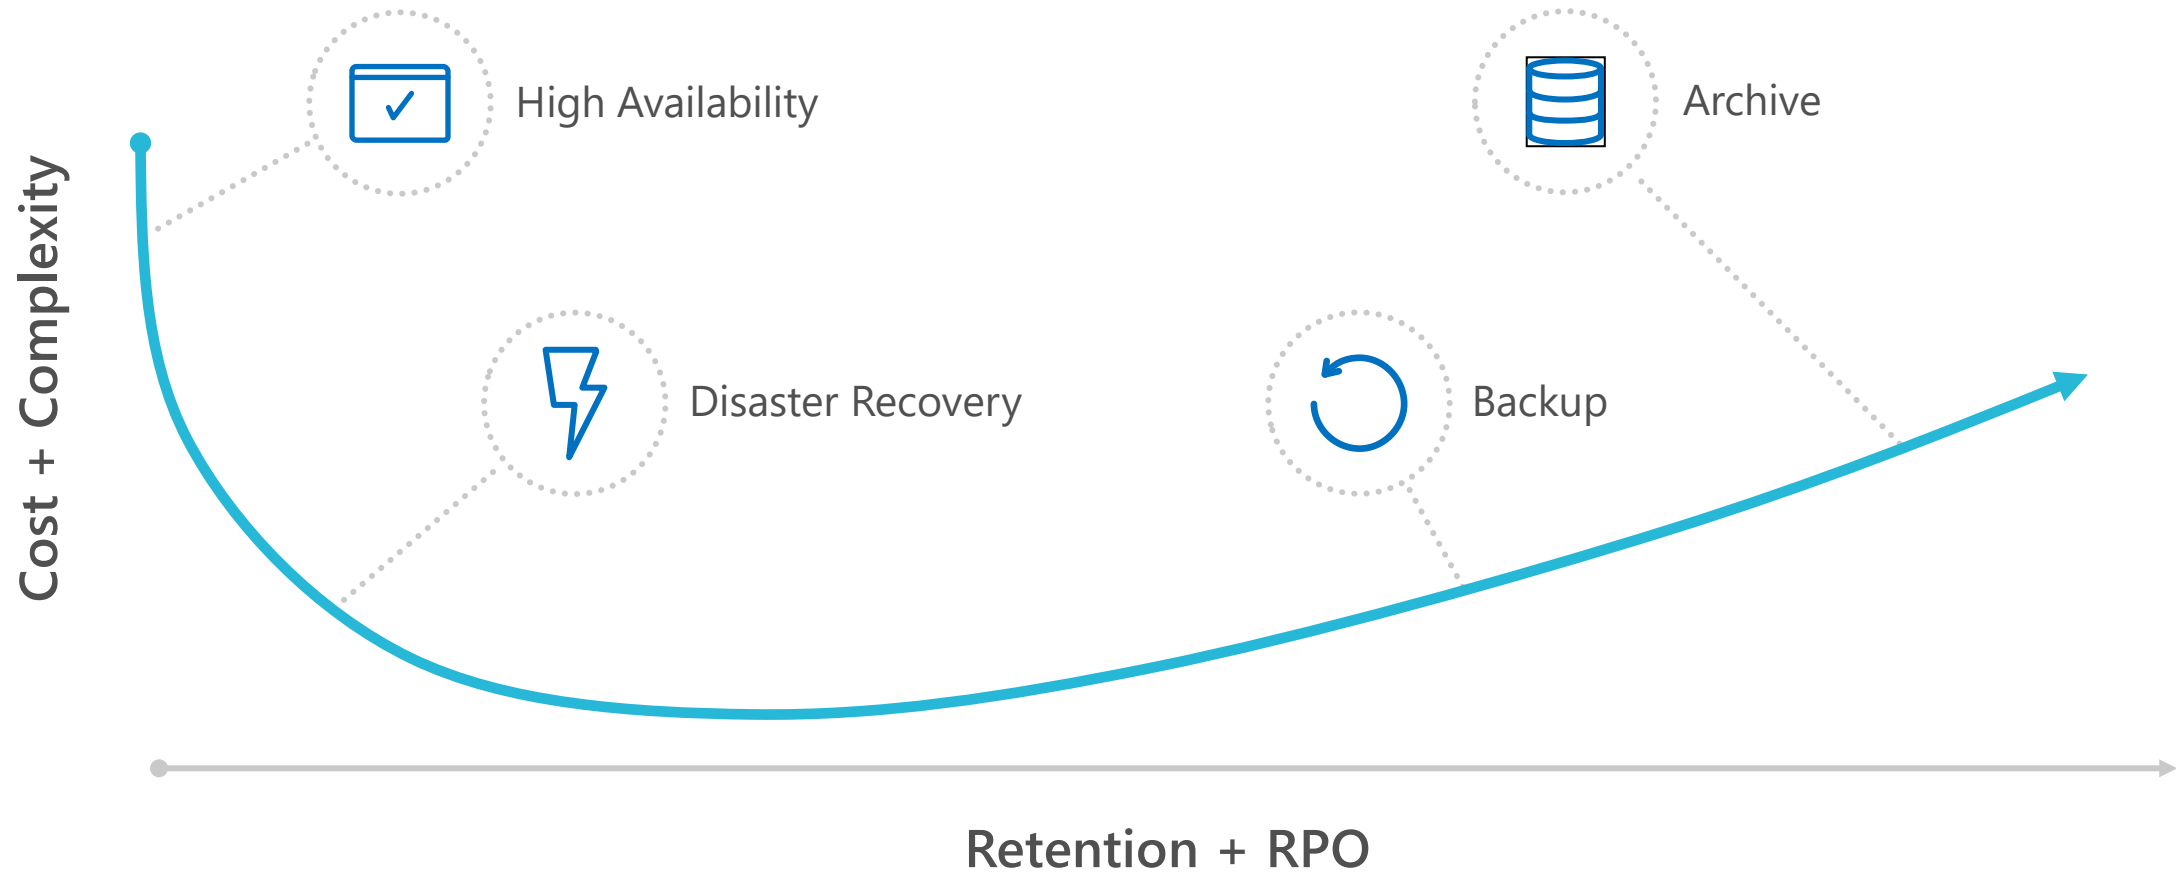 High Availability
Archive
Cost + Complexity
Disaster Recovery
Backup
Retention + RPO